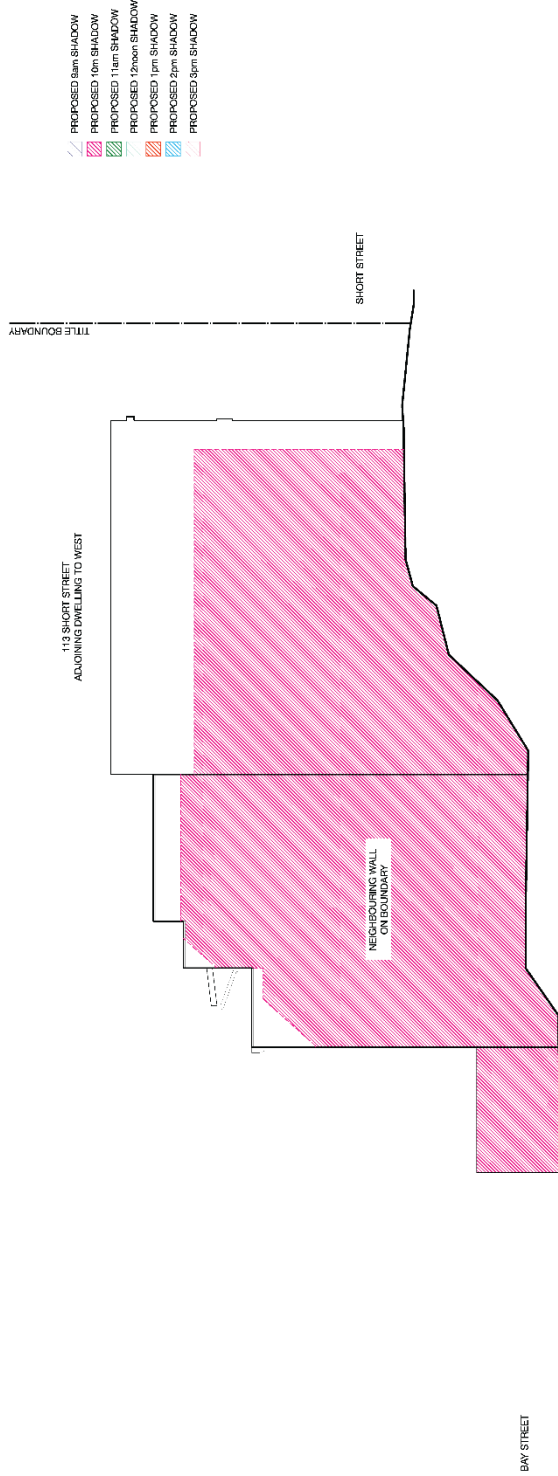 PROPOSED 9am SHADOW
PROPOSED 10m SHADOW
PROPOSED 11am SHADOW
PROPOSED 12noon SHADOW
PROPOSED 1pm SHADOW
PROPOSED 2pm SHADOW
PROPOSED 3pm SHADOW
TITLE BOUNDARY
SHORT STREET
113 SHORT STREET
ADJOINING DWELLING TO WEST
NEIGHBOURING WALL
ON BOUNDARY
BAY STREET